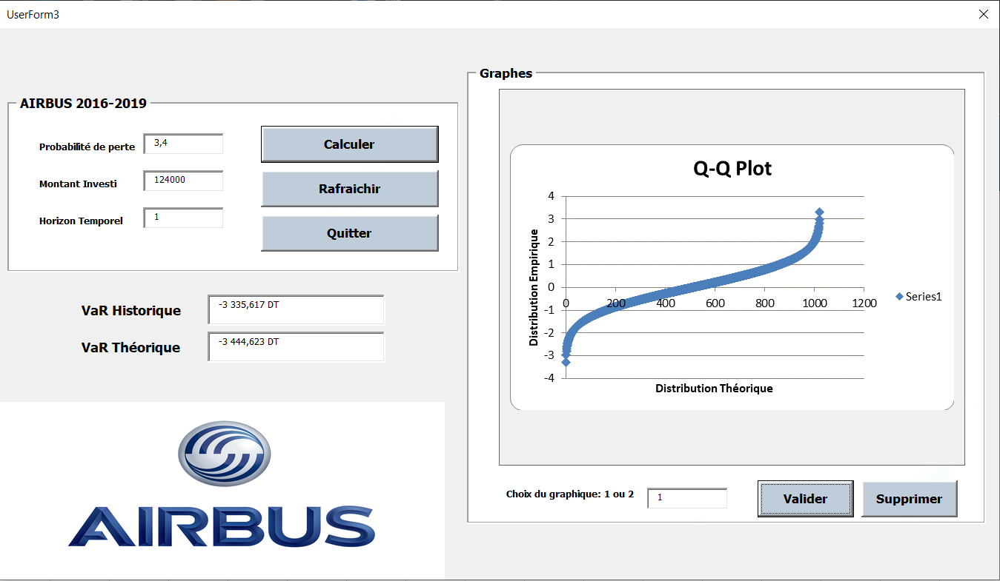 UserForm3
AIRBUS 2016-2019
Probabilité de perte 3,4
Montant Investi 124000
Horizon Temporel 1
Calculer
Rafraichir
Quitter
VaR Historique -3 335,617 DT
VaR Théorique -3 444,623 DT
AIRBUS
Graphes
Q-Q Plot
Distribution Empirique
4
3
2
1
0
-1
-2
-3
-4
0 200 400 600 800 1000 1200
Distribution Théorique
Series1
Choix du graphique: 1 ou 2 1
Valider
Supprimer